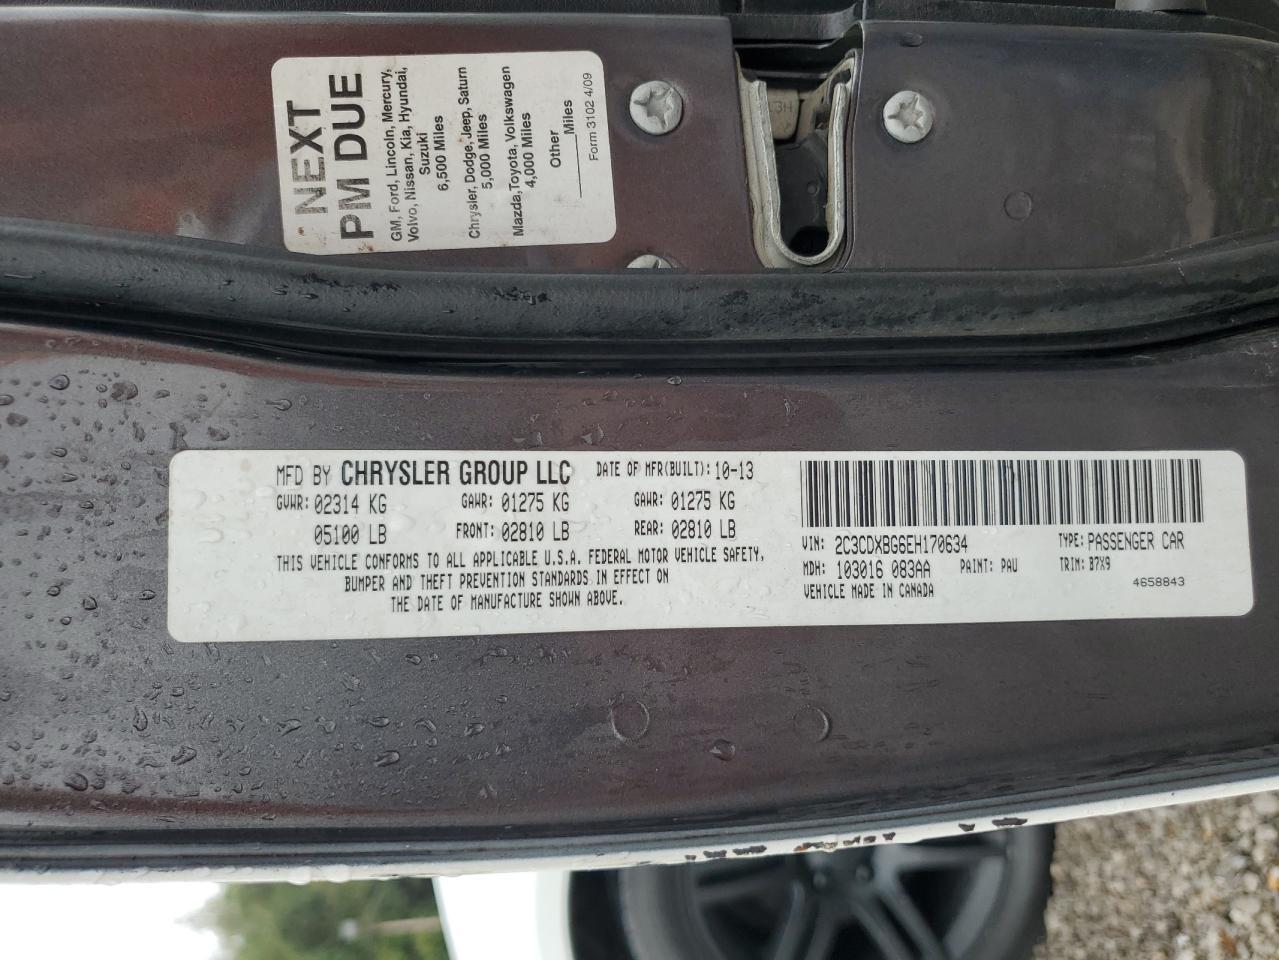 NEXT
PM DUE
GM, Ford, Lincoln, Mercury,
Volvo, Nissan, Kia, Hyundai,
Suzuki
6,500 Miles
Chrysler, Dodge, Jeep, Saturn
5,000 Miles
Mazda, Toyota, Volkswagen
4,000 Miles
Other
______Miles
Form 3102 4/09
13H
MFD BY CHRYSLER GROUP LLC DATE OF MFR(BUILT): 10-13
GVWR: 02314 KG GAWR: 01275 KG GAWR: 01275 KG
05100 LB FRONT: 02810 LB REAR: 02810 LB
THIS VEHICLE CONFORMS TO ALL APPLICABLE U.S.A. FEDERAL MOTOR VEHICLE SAFETY,
BUMPER AND THEFT PREVENTION STANDARDS IN EFFECT ON
THE DATE OF MANUFACTURE SHOWN ABOVE.
VIN: 2C3CDXBG6EH170634 TYPE: PASSENGER CAR
MDH: 103016 083AA PAINT: PAU TRIM: B7X9
VEHICLE MADE IN CANADA 4658843